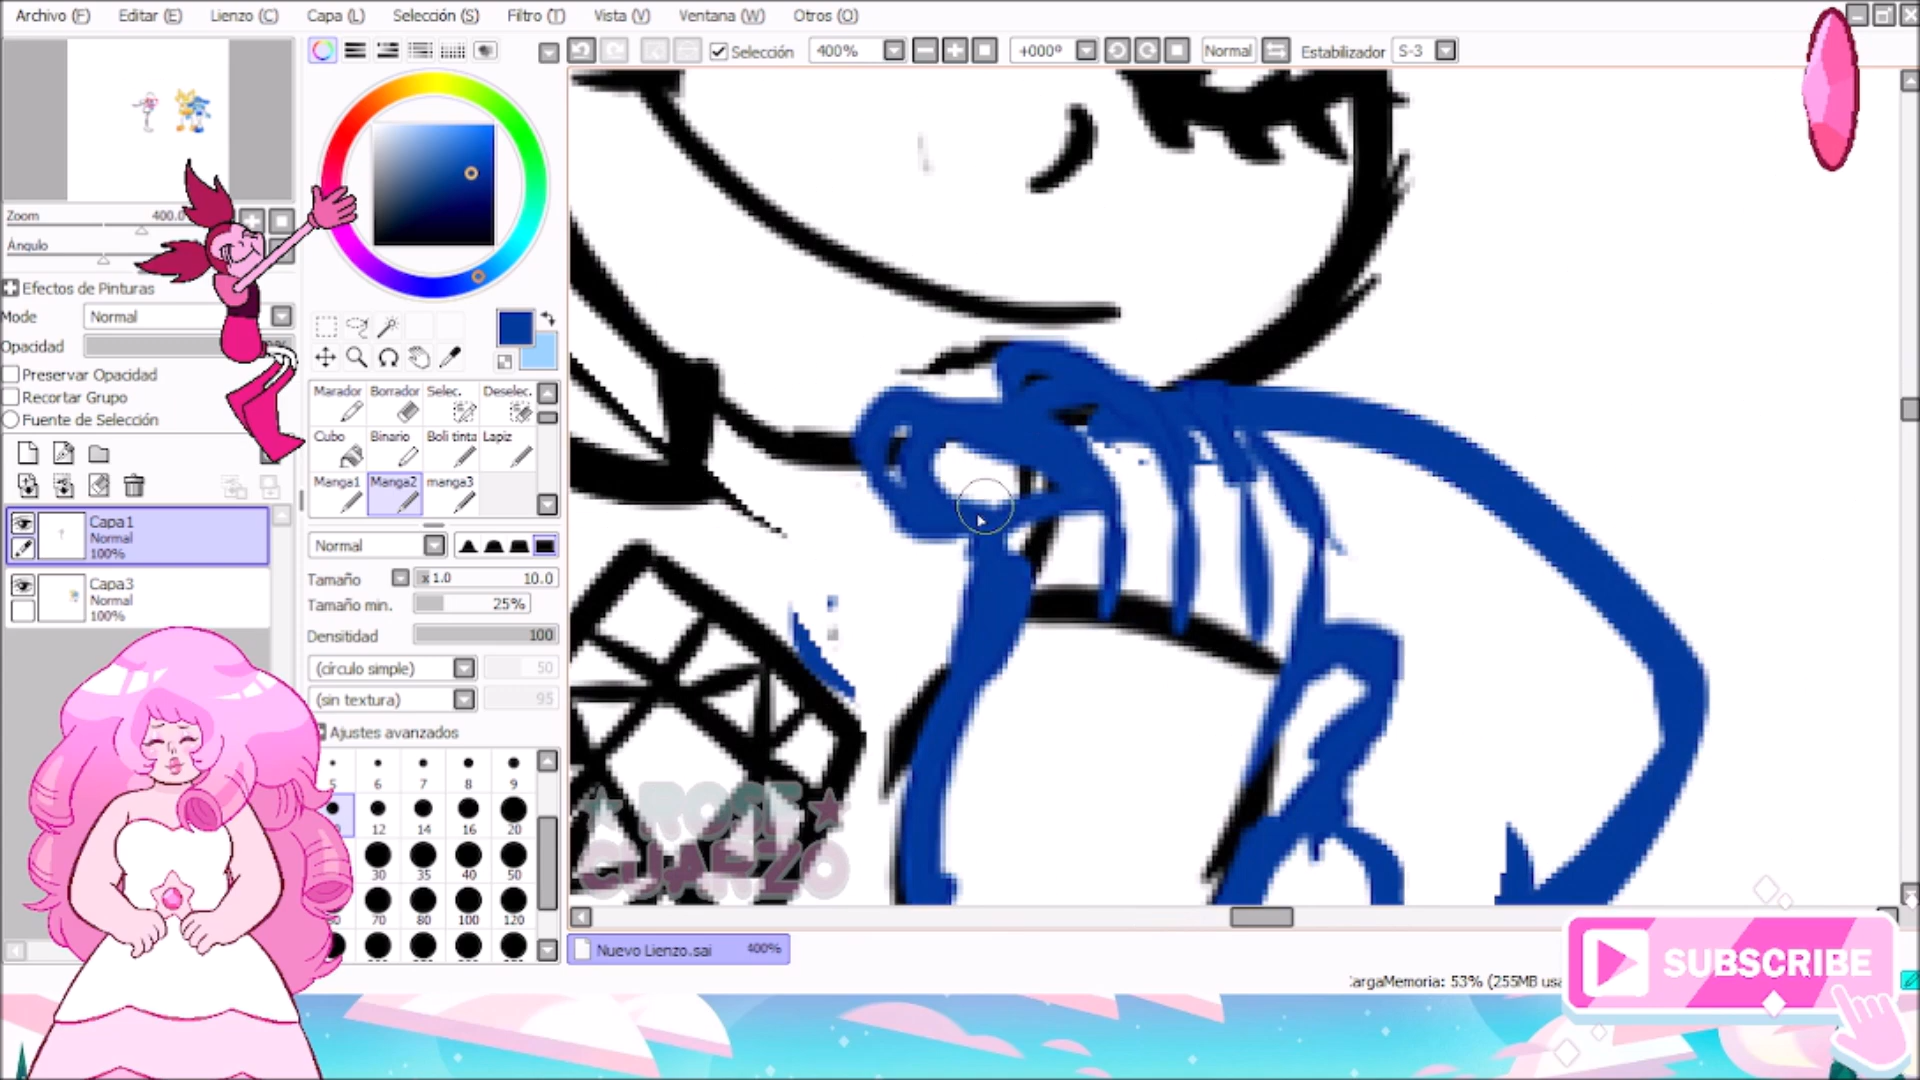 Archivo (F) Editar (E) Lienzo (C) Capa (L) Selección (S) Filtro (T) Vista (V) Ventana (W) Otros (O)
Selección 400% +000º Normal Estabilizador S-3
Zoom 400.0
Ángulo
Efectos de Pinturas
Mode Normal
Opacidad
Preservar Opacidad
Recortar Grupo
Fuente de Selección
Capa1
Normal
100%
Capa3
Normal
100%
Marador Borrador Selec. Deselec.
Cubo Binario Boli tinta Lapiz
Manga1 Manga2 manga3
Normal
Tamaño x 1.0 10.0
Tamaño min. 25%
Densitidad 100
(círculo simple) 50
(sin textura) 95
Ajustes avanzados
5 6 7 8 9
12 14 16 20
30 35 40 50
70 80 100 120
ROSE
CUARZO
Nuevo Lienzo.sai 400%
argaMemoria: 53% (255MB usa
SUBSCRIBE